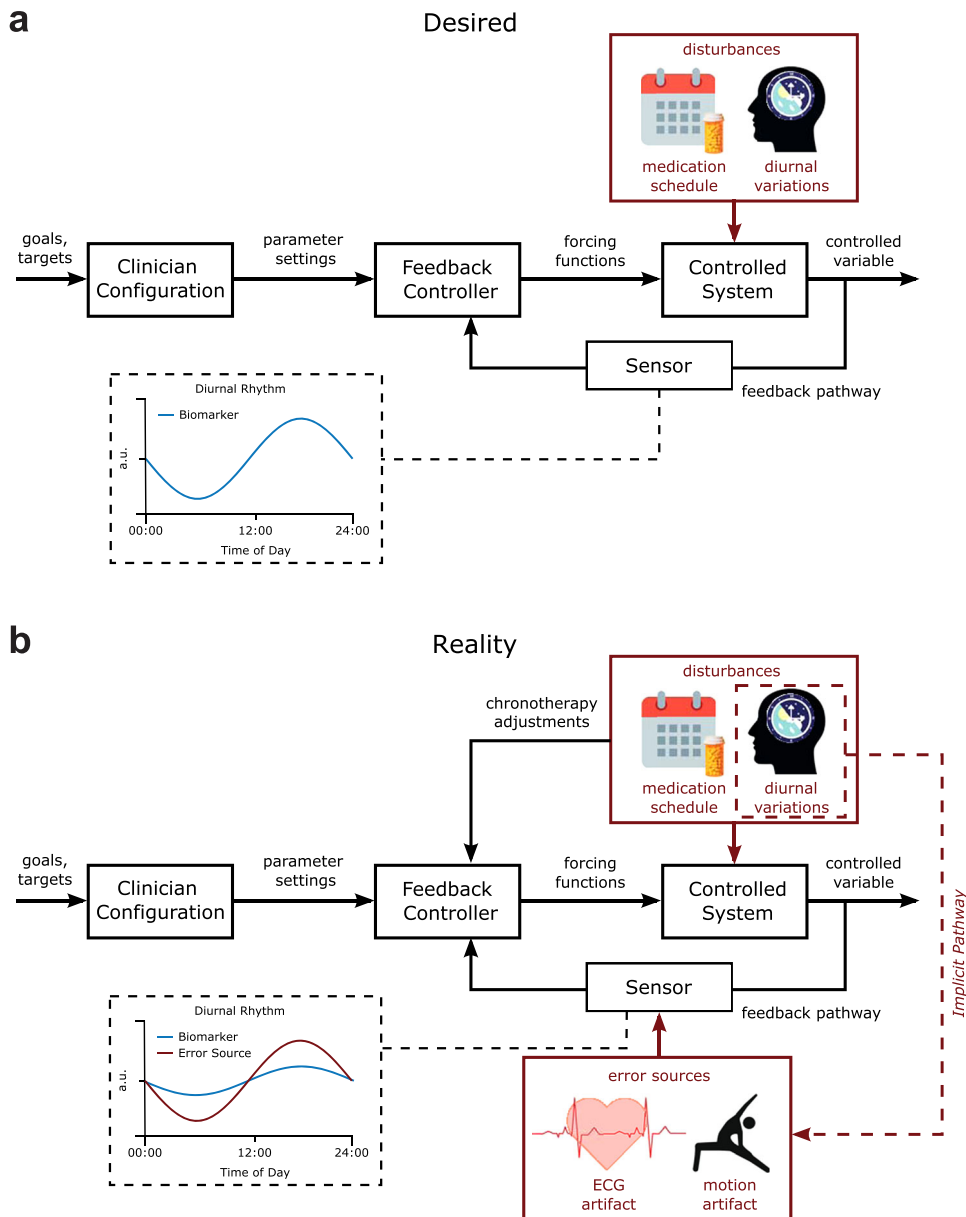 a
Desired
disturbances
medication
schedule
diurnal
variations
goals,
targets
Clinician
Configuration
parameter
settings
Feedback
Controller
forcing
functions
Controlled
System
controlled
variable
Sensor
feedback pathway
Diurnal Rhythm
Biomarker
a.u.
00:00
12:00
24:00
Time of Day
b
Reality
disturbances
chronotherapy
adjustments
medication
schedule
diurnal
variations
goals,
targets
Clinician
Configuration
parameter
settings
Feedback
Controller
forcing
functions
Controlled
System
controlled
variable
Implicit Pathway
Sensor
feedback pathway
Diurnal Rhythm
Biomarker
Error Source
a.u.
00:00
12:00
24:00
Time of Day
error sources
ECG
artifact
motion
artifact